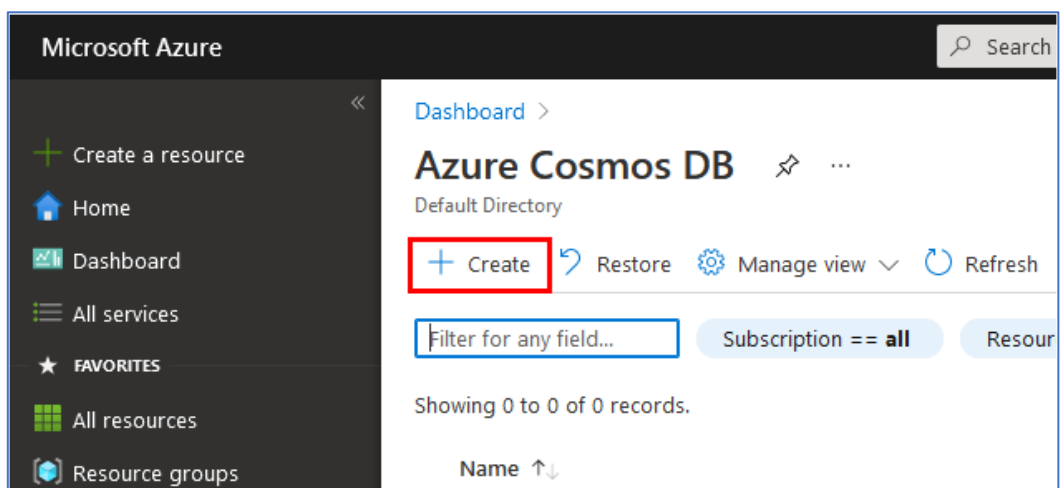 Microsoft Azure
Search
Create a resource
Home
Dashboard
All services
FAVORITES
All resources
Resource groups
Dashboard >
Azure Cosmos DB ...
Default Directory
Create Restore Manage view Refresh
Filter for any field...
Subscription == all
Resour
Showing 0 to 0 of 0 records.
Name ↑↓